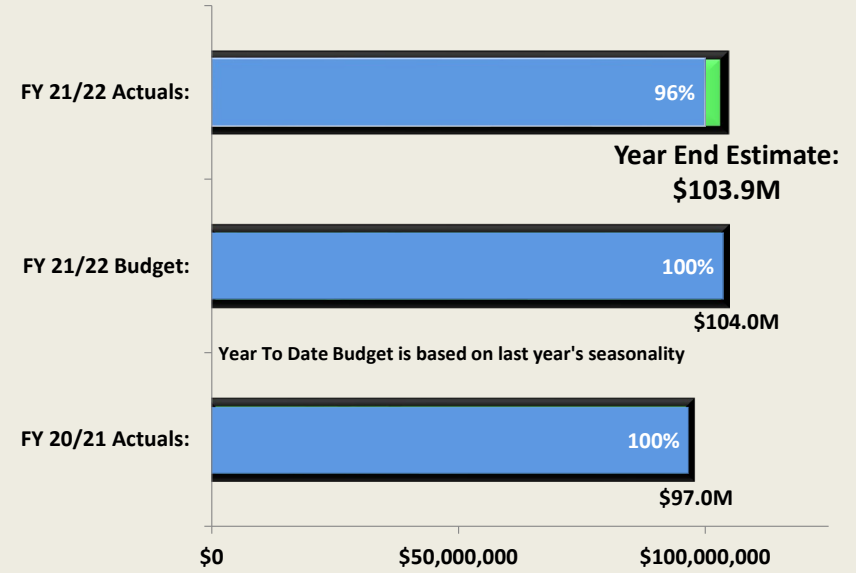 FY 21/22 Actuals:
96%
Year End Estimate:
$103.9M
FY 21/22 Budget:
100%
$104.0M
Year To Date Budget is based on last year's seasonality
FY 20/21 Actuals:
100%
$97.0M
$0
$50,000,000
$100,000,000